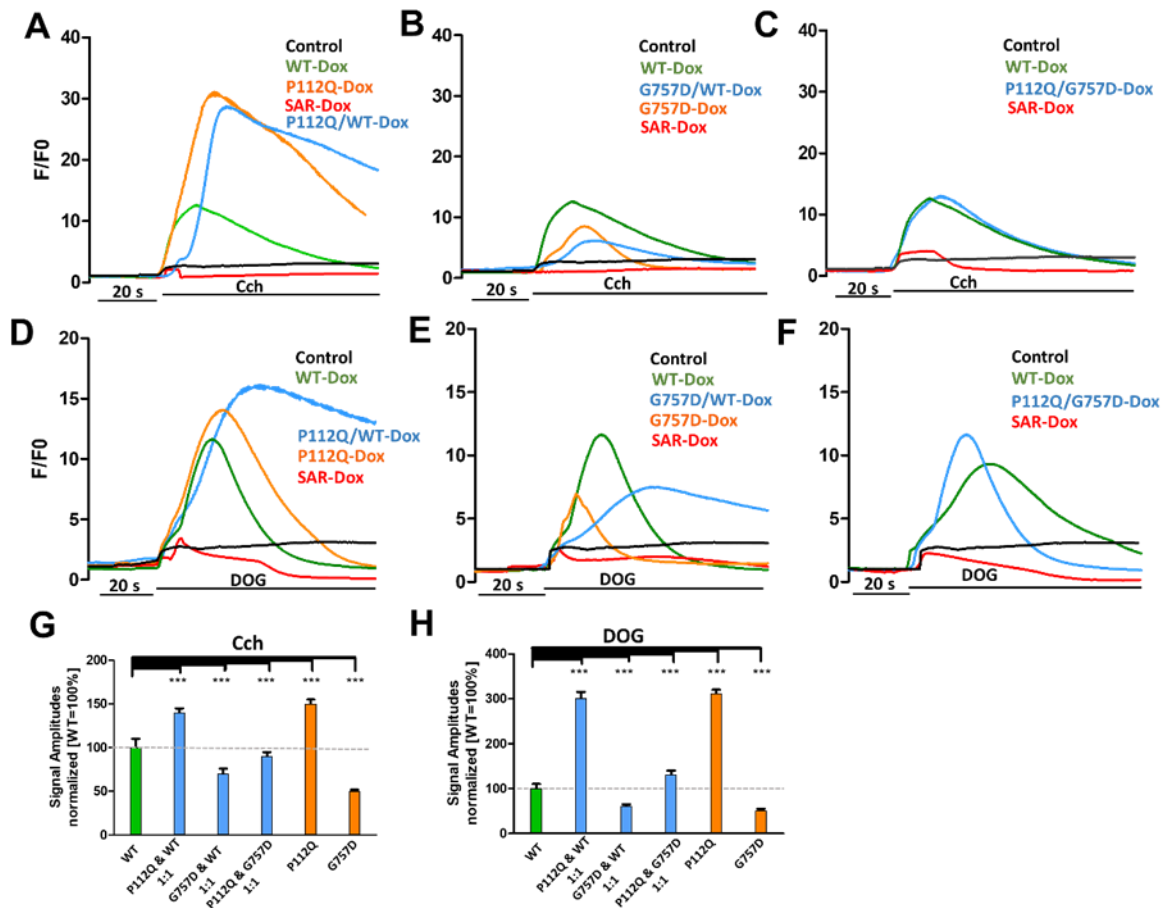 A
40
30
20
10
0
F/F0
Control
WT-Dox
P112Q-Dox
SAR-Dox
P112Q/WT-Dox
20 s
Cch
B
40
30
20
10
0
Control
WT-Dox
G757D/WT-Dox
G757D-Dox
SAR-Dox
20 s
Cch
C
40
30
20
10
0
Control
WT-Dox
P112Q/G757D-Dox
SAR-Dox
20 s
Cch
D
20
15
10
5
0
F/F0
Control
WT-Dox
P112Q/WT-Dox
P112Q-Dox
SAR-Dox
20 s
DOG
E
20
15
10
5
0
Control
WT-Dox
G757D/WT-Dox
G757D-Dox
SAR-Dox
20 s
DOG
F
20
15
10
5
0
Control
WT-Dox
P112Q/G757D-Dox
SAR-Dox
20 s
DOG
G
Cch
200
150
100
50
0
Signal Amplitudes
normalized [WT=100%]
*** *** *** *** ***
WT
P112Q & WT
1:1
G757D & WT
1:1
P112Q & G757D
1:1
P112Q
G757D
H
DOG
400
300
200
100
0
Signal Amplitudes
normalized [WT=100%]
*** *** *** *** ***
WT
P112Q & WT
1:1
G757D & WT
1:1
P112Q & G757D
1:1
P112Q
G757D